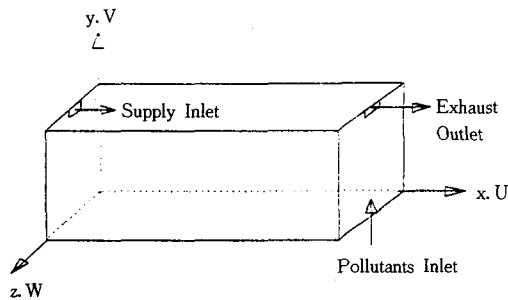 y. V
Supply Inlet
Exhaust
Outlet
x. U
Pollutants Inlet
z. W